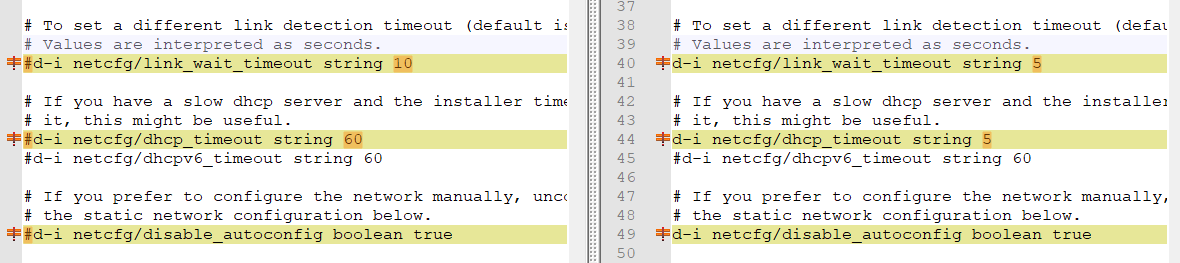 # To set a different link detection timeout (default is
# Values are interpreted as seconds.
#d-i netcfg/link_wait_timeout string 10
# If you have a slow dhcp server and the installer time
# it, this might be useful.
#d-i netcfg/dhcp_timeout string 60
#d-i netcfg/dhcpv6_timeout string 60
# If you prefer to configure the network manually, unco
# the static network configuration below.
#d-i netcfg/disable_autoconfig boolean true
37
38 # To set a different link detection timeout (defau
39 # Values are interpreted as seconds.
40 d-i netcfg/link_wait_timeout string 5
41
42 # If you have a slow dhcp server and the installer
43 # it, this might be useful.
44 d-i netcfg/dhcp_timeout string 5
45 #d-i netcfg/dhcpv6_timeout string 60
46
47 # If you prefer to configure the network manually,
48 # the static network configuration below.
49 d-i netcfg/disable_autoconfig boolean true
50